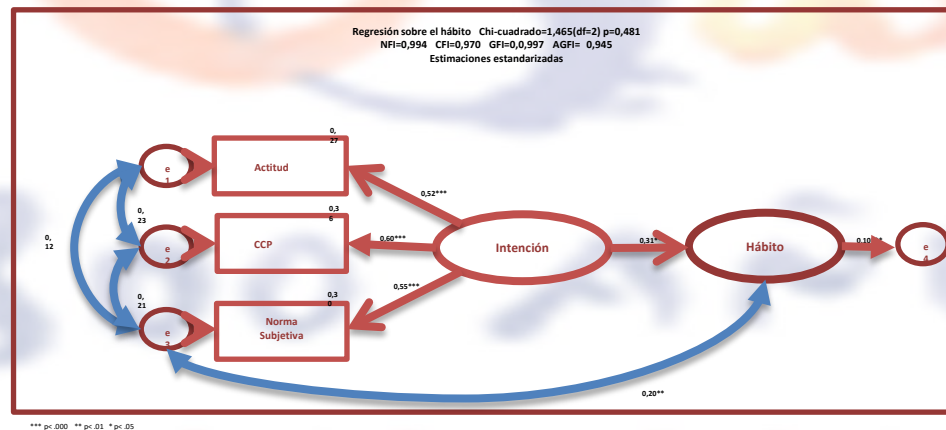 Regresión sobre el hábito Chi-cuadrado=1,465(df=2) p=0,481
NFI=0,994 CFI=0,970 GFI=0,0,997 AGFI= 0,945
Estimaciones estandarizadas
0,
27
e
1
Actitud
0,52***
0,
23
0,
12
0,3
6
e
2
CCP
0,60***
Intención
0,31*
Hábito
0,10
e
4
0,
21
0,55***
0,3
0
e
3
Norma
Subjetiva
0,20**
*** p< .000 ** p< .01 * p< .05